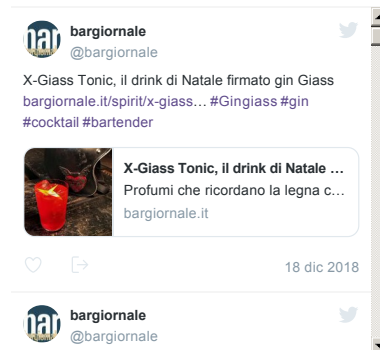 bargiornale
@bargiornale
X-Giass Tonic, il drink di Natale firmato gin Giass
bargiornale.it/spirit/x-giass… #Gingiass #gin
#cocktail #bartender
X-Giass Tonic, il drink di Natale …
Profumi che ricordano la legna c…
bargiornale.it
18 dic 2018
bargiornale
@bargiornale